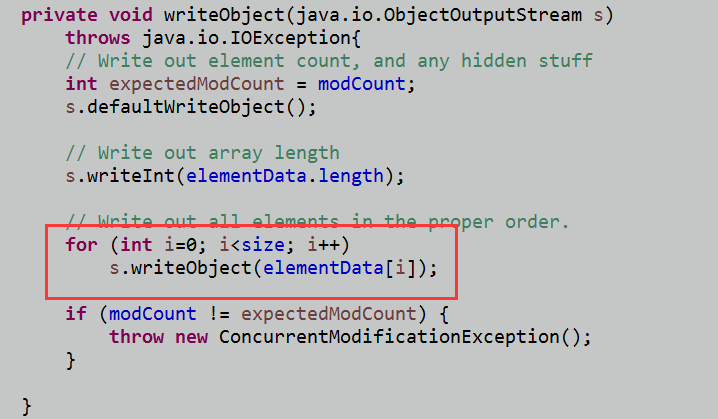 private void writeObject(java.io.ObjectOutputStream s)
    throws java.io.IOException{
    // Write out element count, and any hidden stuff
    int expectedModCount = modCount;
    s.defaultWriteObject();

    // Write out array length
    s.writeInt(elementData.length);

    // Write out all elements in the proper order.
    for (int i=0; i<size; i++)
        s.writeObject(elementData[i]);

    if (modCount != expectedModCount) {
        throw new ConcurrentModificationException();
    }

}